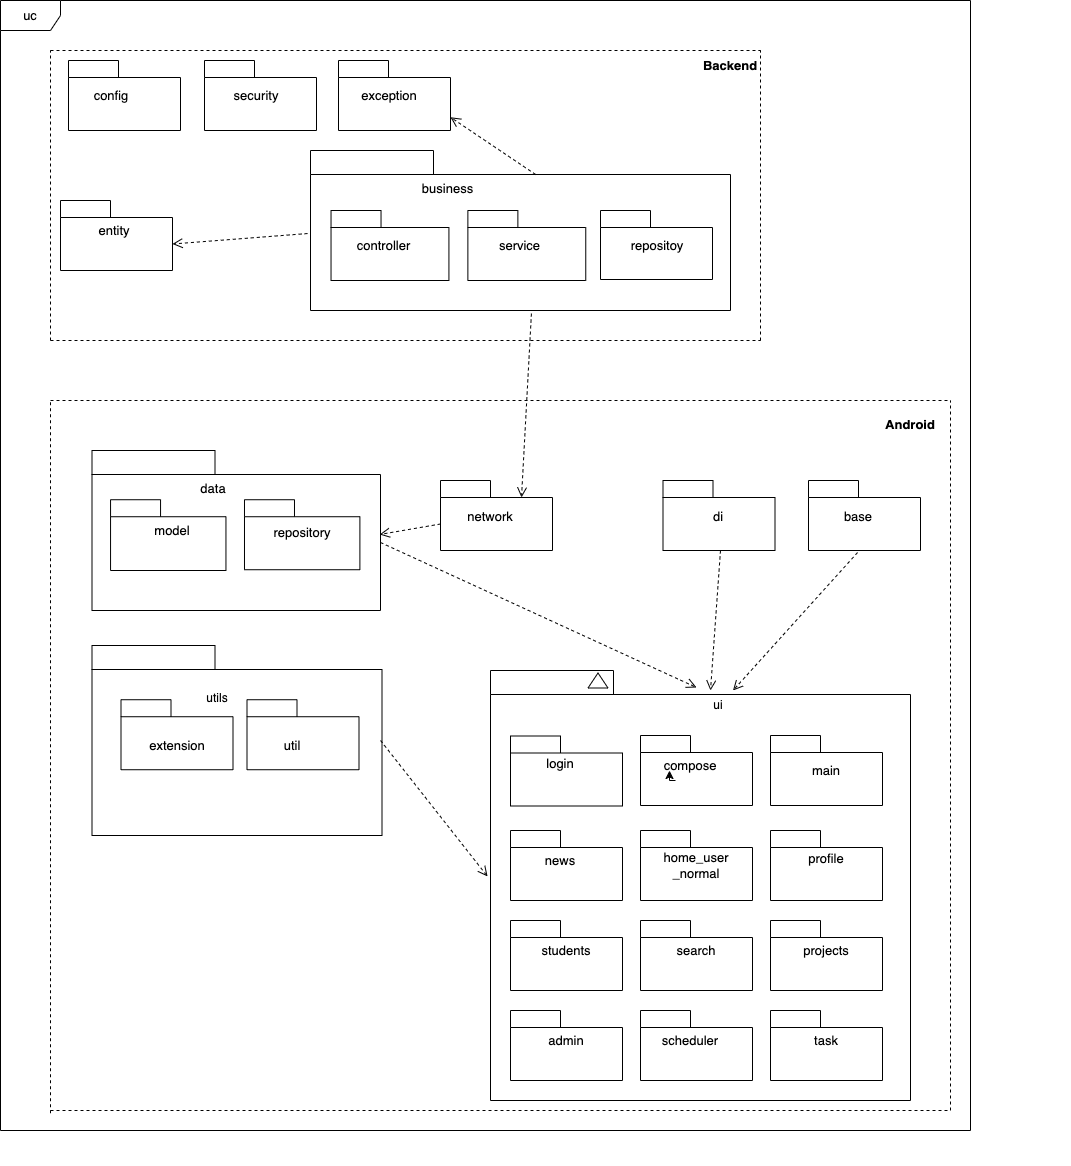 uc
Backend
config
security
exception
business
entity
controller
service
repositoy
Android
data
model
repository
network
di
base
utils
extension
util
ui
login
compose
main
news
home_user
_normal
profile
students
search
projects
admin
scheduler
task